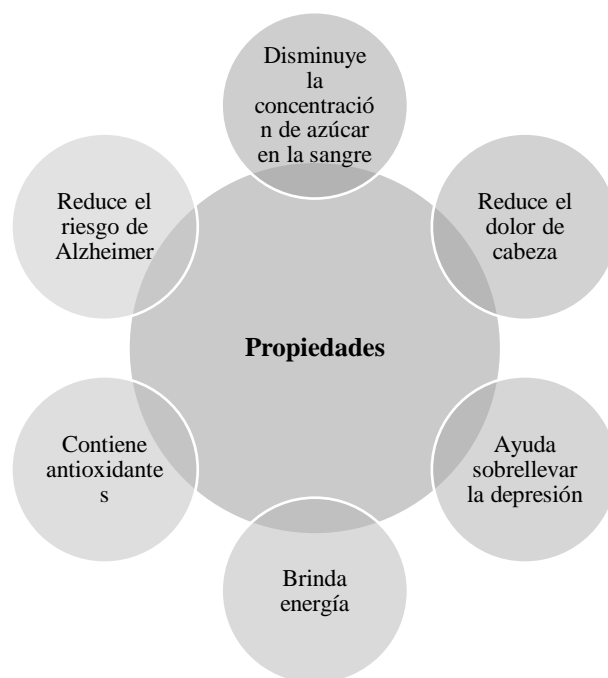 Disminuye
la
concentració
n de azúcar
en la sangre
Reduce el
dolor de
cabeza
Ayuda
sobrellevar
la depresión
Brinda
energía
Contiene
antioxidante
s
Reduce el
riesgo de
Alzheimer
Propiedades